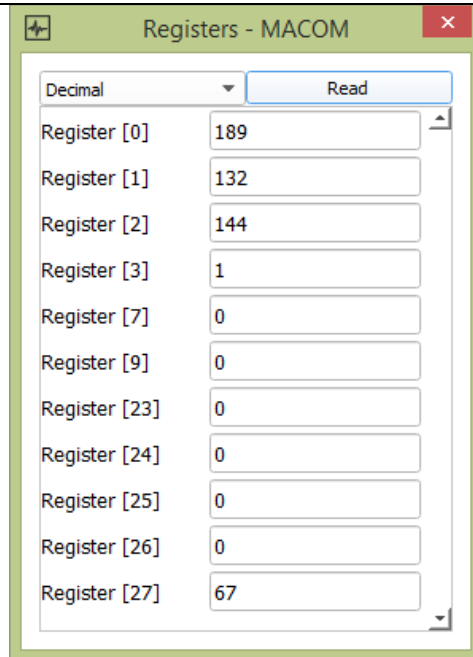 Registers - MACOM
Decimal Read
Register [0] 189
Register [1] 132
Register [2] 144
Register [3] 1
Register [7] 0
Register [9] 0
Register [23] 0
Register [24] 0
Register [25] 0
Register [26] 0
Register [27] 67